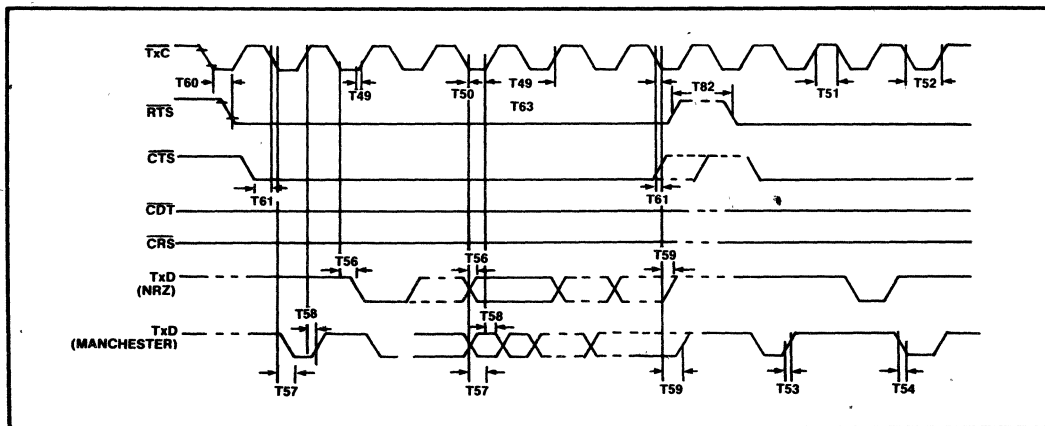 TxC
T60
T49
T50
T49
T82
T51
T52
RTS
T63
CTS
T61
T61
CDT
CRS
T56
T56
T59
TxD
(NRZ)
T58
T58
TxD
(MANCHESTER)
T57
T57
T59
T53
T54